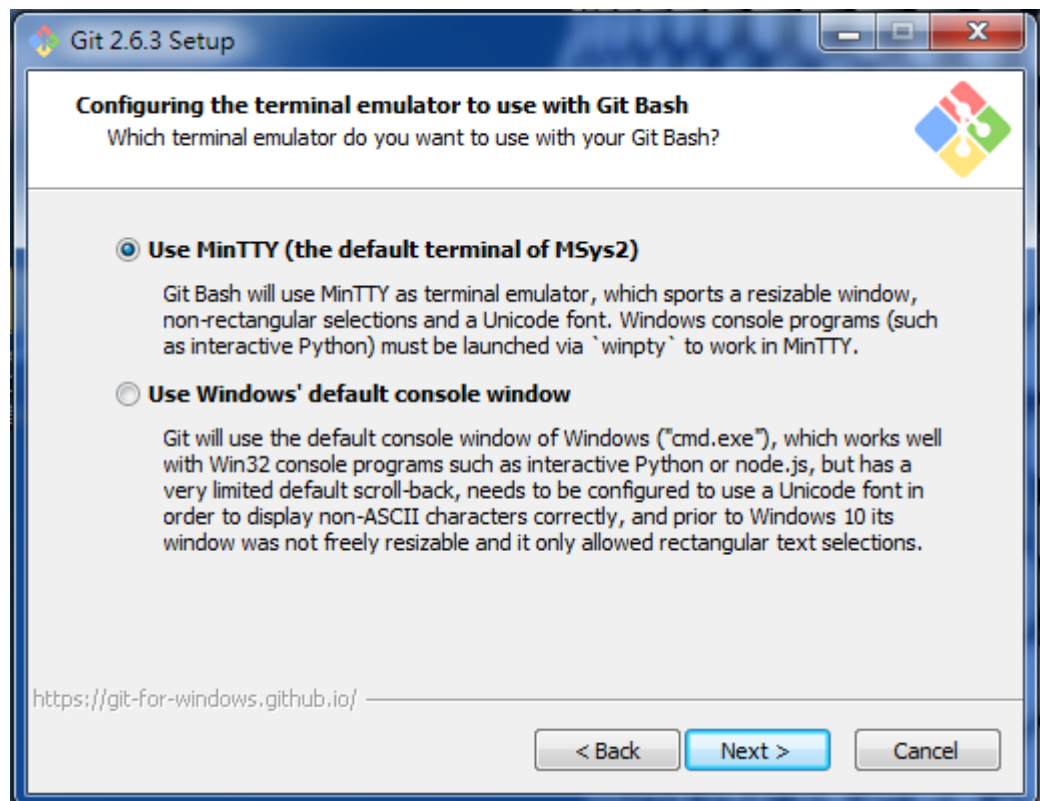 Git 2.6.3 Setup
Configuring the terminal emulator to use with Git Bash
Which terminal emulator do you want to use with your Git Bash?
Use MinTTY (the default terminal of MSys2)
Git Bash will use MinTTY as terminal emulator, which sports a resizable window,
non-rectangular selections and a Unicode font. Windows console programs (such
as interactive Python) must be launched via `winpty` to work in MinTTY.
Use Windows' default console window
Git will use the default console window of Windows ("cmd.exe"), which works well
with Win32 console programs such as interactive Python or node.js, but has a
very limited default scroll-back, needs to be configured to use a Unicode font in
order to display non-ASCII characters correctly, and prior to Windows 10 its
window was not freely resizable and it only allowed rectangular text selections.
https://git-for-windows.github.io/
< Back
Next >
Cancel